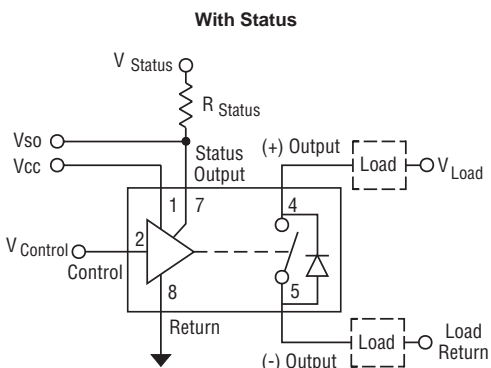 With Status
V Status
R Status
Vso
Status
Output
(+) Output
Load
V Load
Vcc
1
7
4
V Control
2
Control
8
5
Return
Load
Load
Return
(-) Output